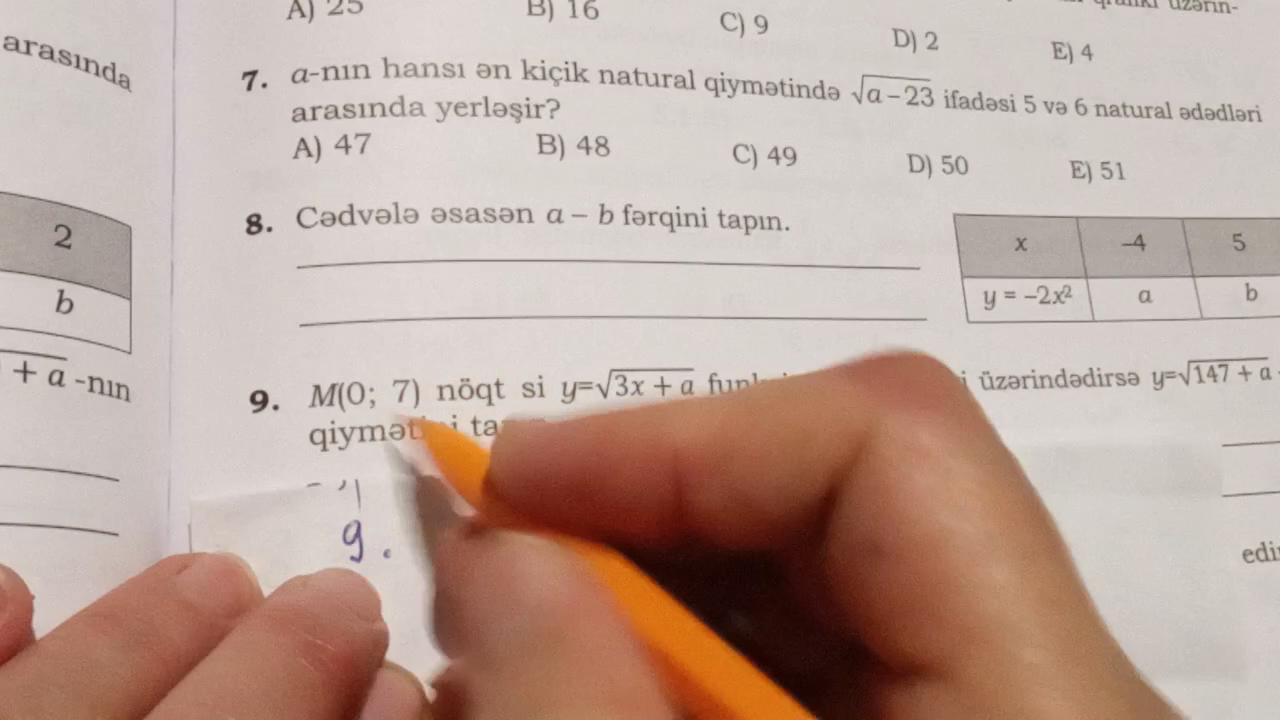 A) 25 B) 16 C) 9 D) 2 E) 4
arasında
7. a-nın hansı ən kiçik natural qiymətində √a – 23 ifadəsi 5 və 6 natural ədədləri
arasında yerləşir?
A) 47 B) 48 C) 49 D) 50 E) 51
8. Cədvələ əsasən a – b fərqini tapın.
x –4 5
y = –2x² a b
2
b
+ a -nın
9. M(0; 7) nöqt si y=√3x + a üzərindədirsə y=√147 + a
9.